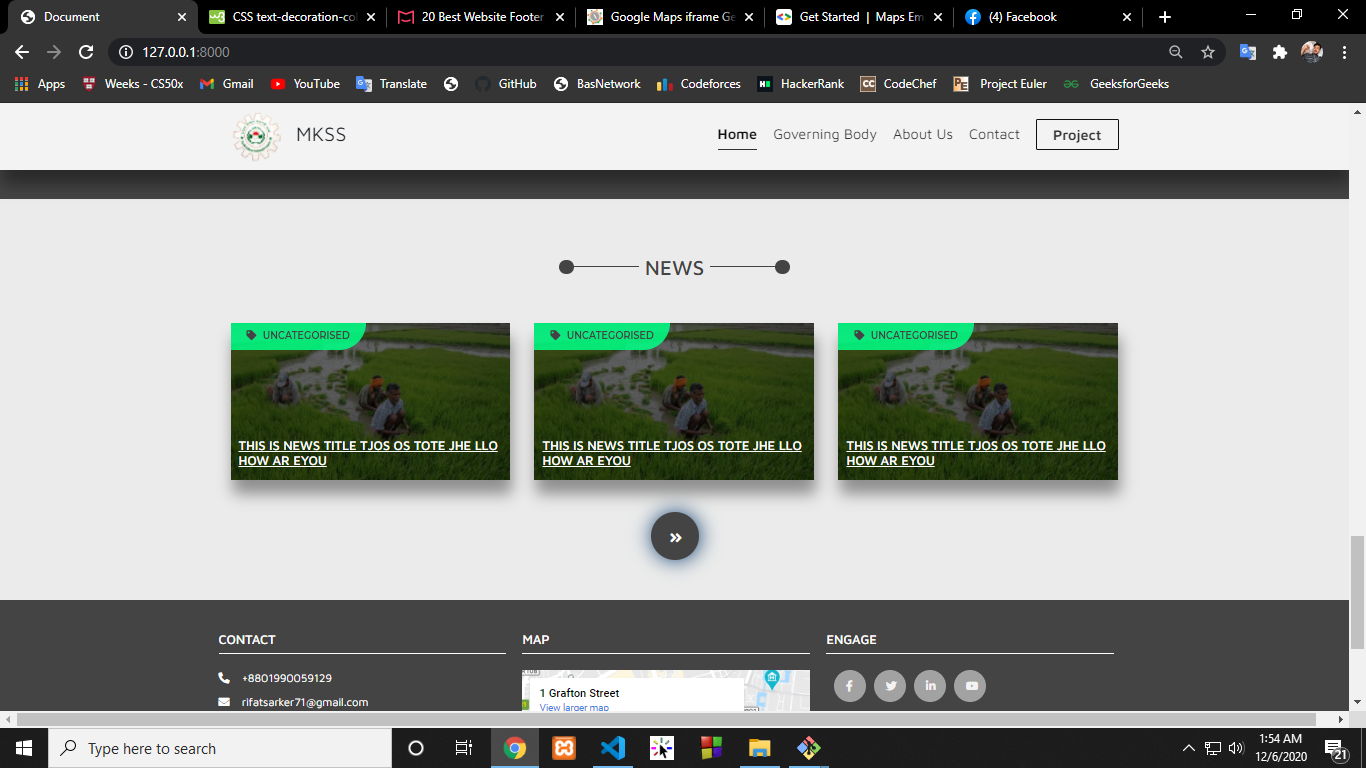 Document
CSS text-decoration-col
20 Best Website Footer
Google Maps iframe Ge
Get Started | Maps Em
(4) Facebook
127.0.0.1:8000
Apps
Weeks - CS50x
Gmail
YouTube
Translate
GitHub
BasNetwork
Codeforces
HackerRank
CodeChef
Project Euler
GeeksforGeeks
MKSS
Home
Governing Body
About Us
Contact
Project
NEWS
UNCATEGORISED
THIS IS NEWS TITLE TJOS OS TOTE JHE LLO
HOW AR EYOU
UNCATEGORISED
THIS IS NEWS TITLE TJOS OS TOTE JHE LLO
HOW AR EYOU
UNCATEGORISED
THIS IS NEWS TITLE TJOS OS TOTE JHE LLO
HOW AR EYOU
CONTACT
+8801990059129
rifatsarker71@gmail.com
MAP
1 Grafton Street
View larger map
ENGAGE
Type here to search
1:54 AM
12/6/2020
21